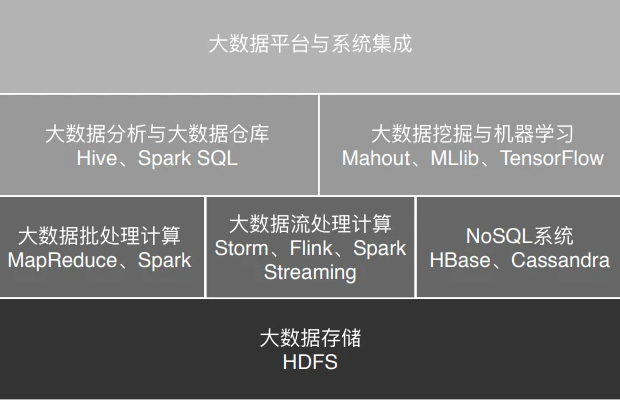 大数据平台与系统集成
大数据分析与大数据仓库
Hive、Spark SQL
大数据挖掘与机器学习
Mahout、MLlib、TensorFlow
大数据批处理计算
MapReduce、Spark
大数据流处理计算
Storm、Flink、Spark
Streaming
NoSQL系统
HBase、Cassandra
大数据存储
HDFS